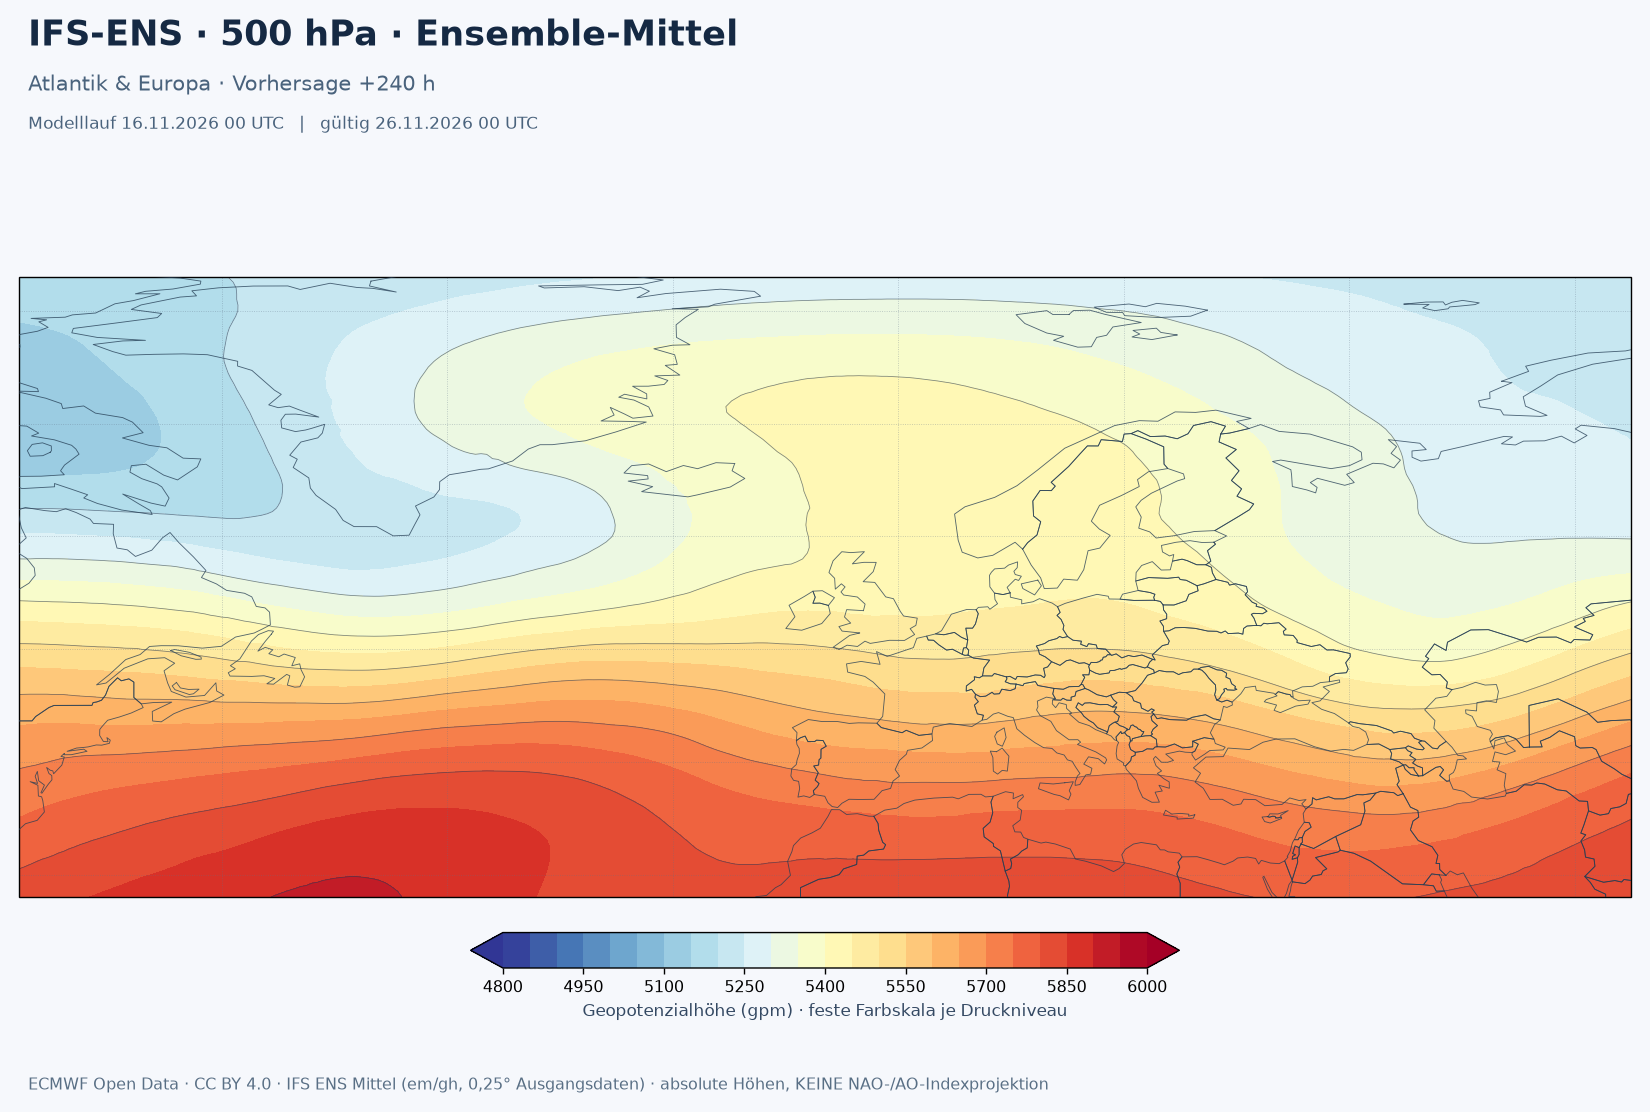 IFS-ENS · 500 hPa · Ensemble-Mittel
Atlantik & Europa · Vorhersage +240 h
Modelllauf 16.11.2026 00 UTC | gültig 26.11.2026 00 UTC
4800 4950 5100 5250 5400 5550 5700 5850 6000
Geopotenzialhöhe (gpm) · feste Farbskala je Druckniveau
ECMWF Open Data · CC BY 4.0 · IFS ENS Mittel (em/gh, 0,25° Ausgangsdaten) · absolute Höhen, KEINE NAO-/AO-Indexprojektion